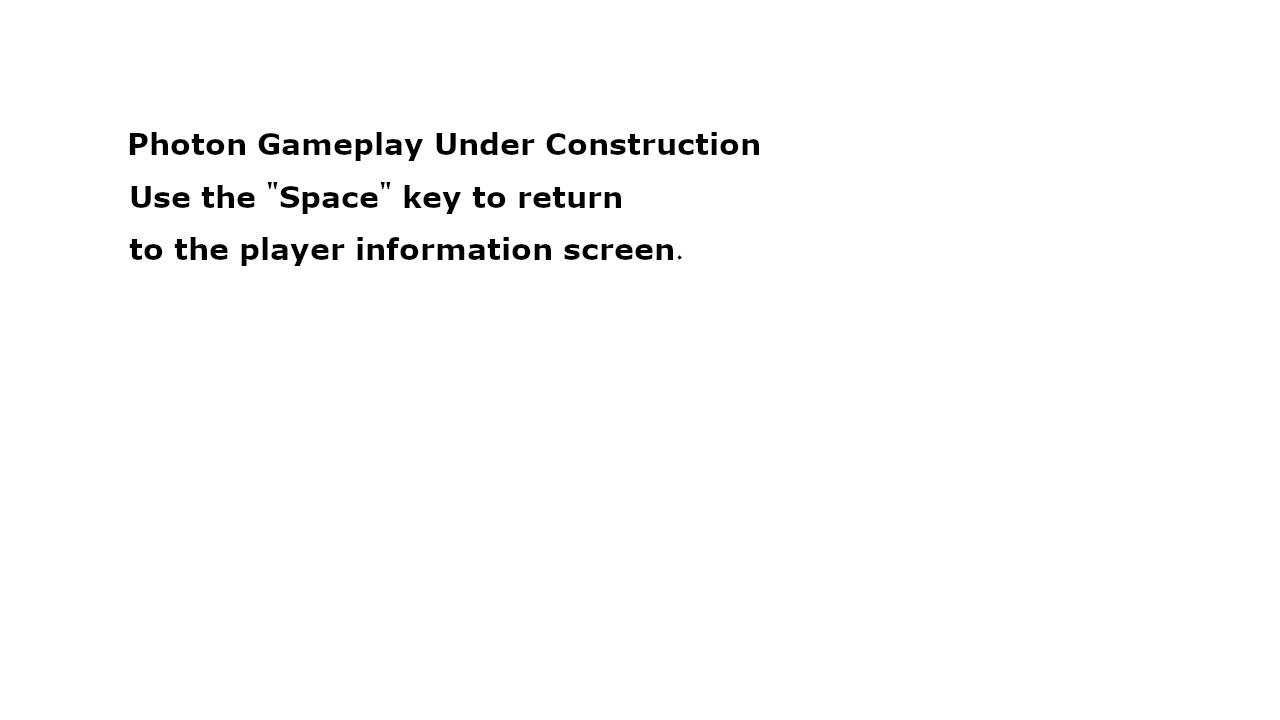 Photon Gameplay Under Construction
Use the "Space" key to return
to the player information screen.